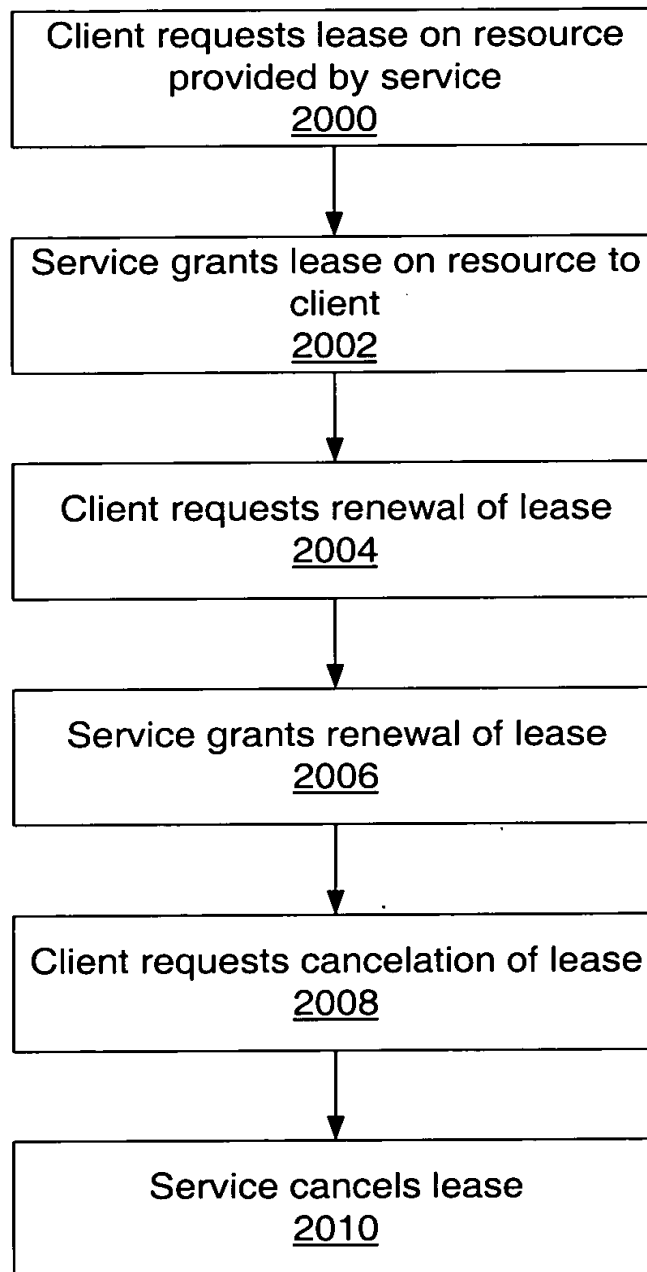 Client requests lease on resource
provided by service
2000
Service grants lease on resource to
client
2002
Client requests renewal of lease
2004
Service grants renewal of lease
2006
Client requests cancelation of lease
2008
Service cancels lease
2010